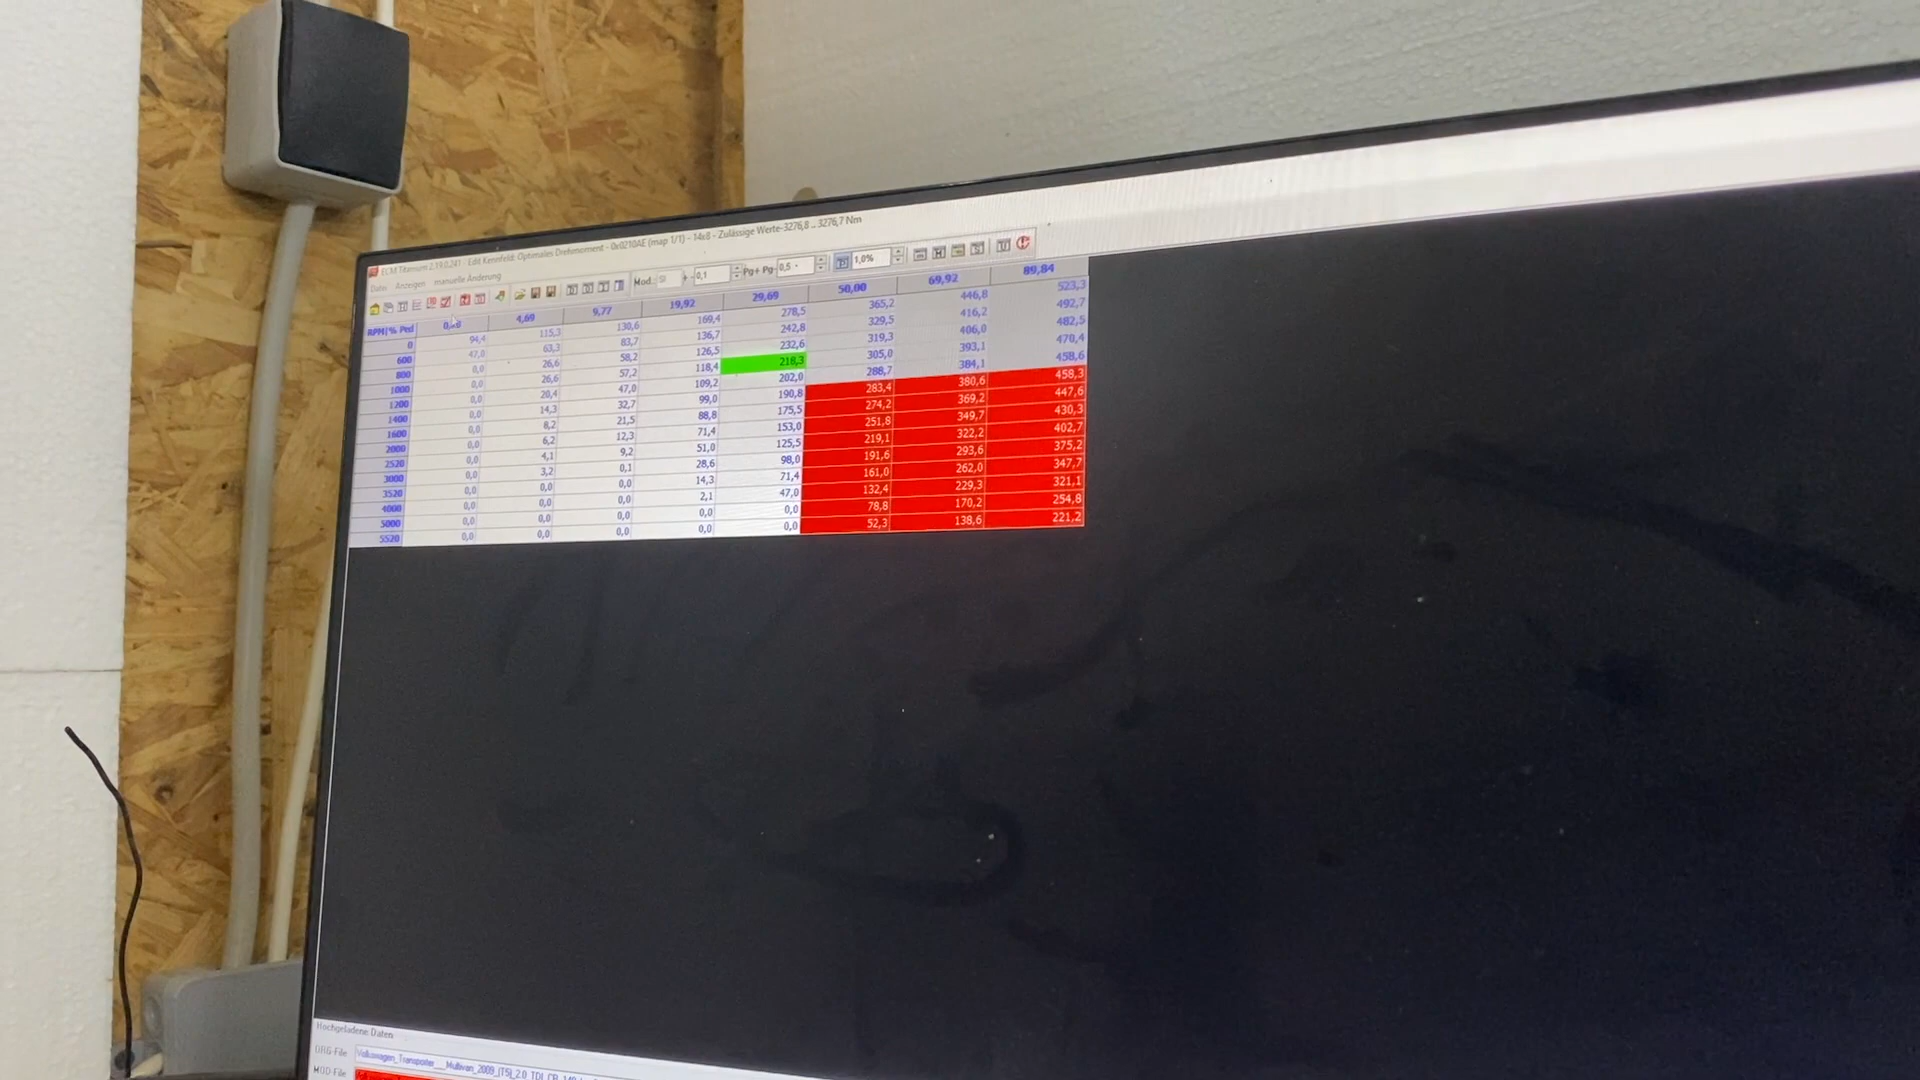 ECM Titanium 2.19.0.241 - Edit Kennfeld: Optimales Drehmoment - 0x0210AE (map 1/1) - 14x8 - Zulässige Werte-3276,8 .. 3276,7 Nm
Datei Anzeigen manuelle Änderung
Mod.: SI + 0,1 Pg+ Pg- 0,5 1,0%
RPM|% Ped 4,69 9,77 19,92 29,69 50,00 69,92 89,84
0 94,4 115,3 130,6 169,4 278,5 365,2 446,8 523,3
600 47,0 63,3 83,7 136,7 242,8 329,5 416,2 492,7
800 0,0 26,6 58,2 126,5 232,6 319,3 406,0 482,5
1000 0,0 26,6 57,2 118,4 218,3 305,0 393,1 470,4
1200 0,0 20,4 47,0 109,2 202,0 288,7 384,1 458,6
1400 0,0 14,3 32,7 99,0 190,8 283,4 380,6 458,3
1600 0,0 8,2 21,5 88,8 175,5 274,2 369,2 447,6
2000 0,0 6,2 12,3 71,4 153,0 251,8 349,7 430,3
2520 0,0 4,1 9,2 51,0 125,5 219,1 322,2 402,7
3000 0,0 3,2 0,1 28,6 98,0 191,6 293,6 375,2
3520 0,0 0,0 0,0 14,3 71,4 161,0 262,0 347,7
4000 0,0 0,0 0,0 2,1 47,0 132,4 229,3 321,1
5000 0,0 0,0 0,0 0,0 0,0 78,8 170,2 254,8
5520 0,0 0,0 0,0 0,0 0,0 52,3 138,6 221,2
Hochgeladene Daten
ORG-File Volkswagen_Transporter___Multivan_2009_(T5)_2.0_TDI_CR_140
MOD-File